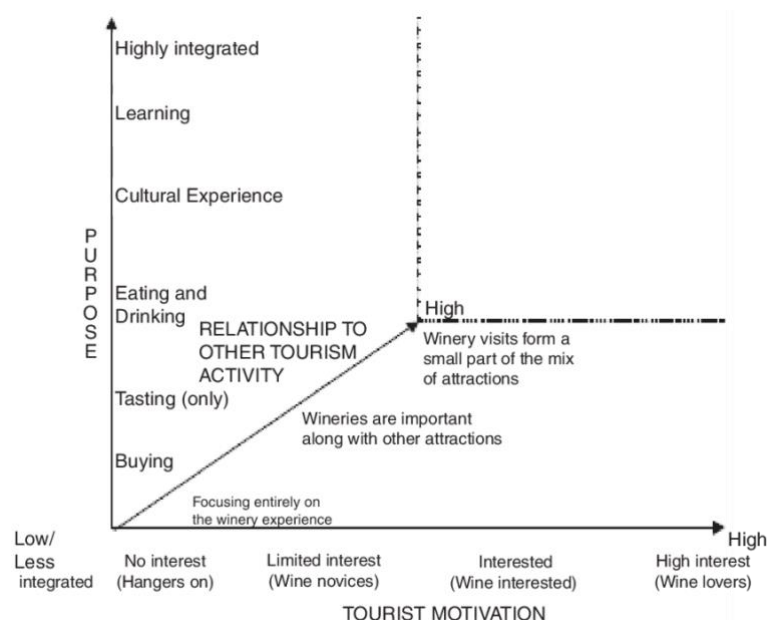 Highly integrated
Learning
Cultural Experience
PURPOSE
Eating and
Drinking
RELATIONSHIP TO
OTHER TOURISM
ACTIVITY
High
Winery visits form a
small part of the mix
of attractions
Tasting (only)
Wineries are important
along with other attractions
Buying
Focusing entirely on
the winery experience
Low/
Less
integrated
High
No interest
(Hangers on)
Limited interest
(Wine novices)
Interested
(Wine interested)
High interest
(Wine lovers)
TOURIST MOTIVATION